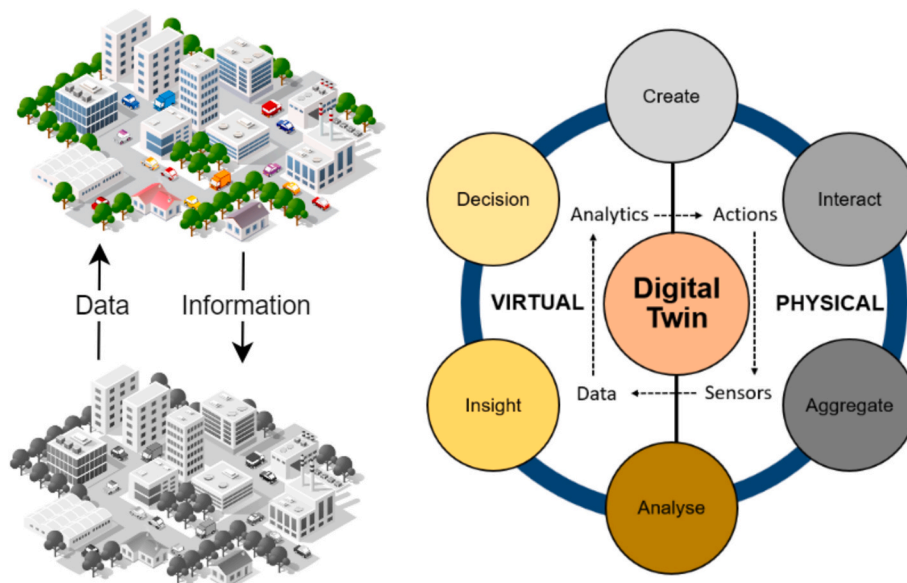 Data
Information
Create
Decision
Interact
Analytics
Actions
VIRTUAL
Digital
Twin
PHYSICAL
Data
Sensors
Insight
Aggregate
Analyse